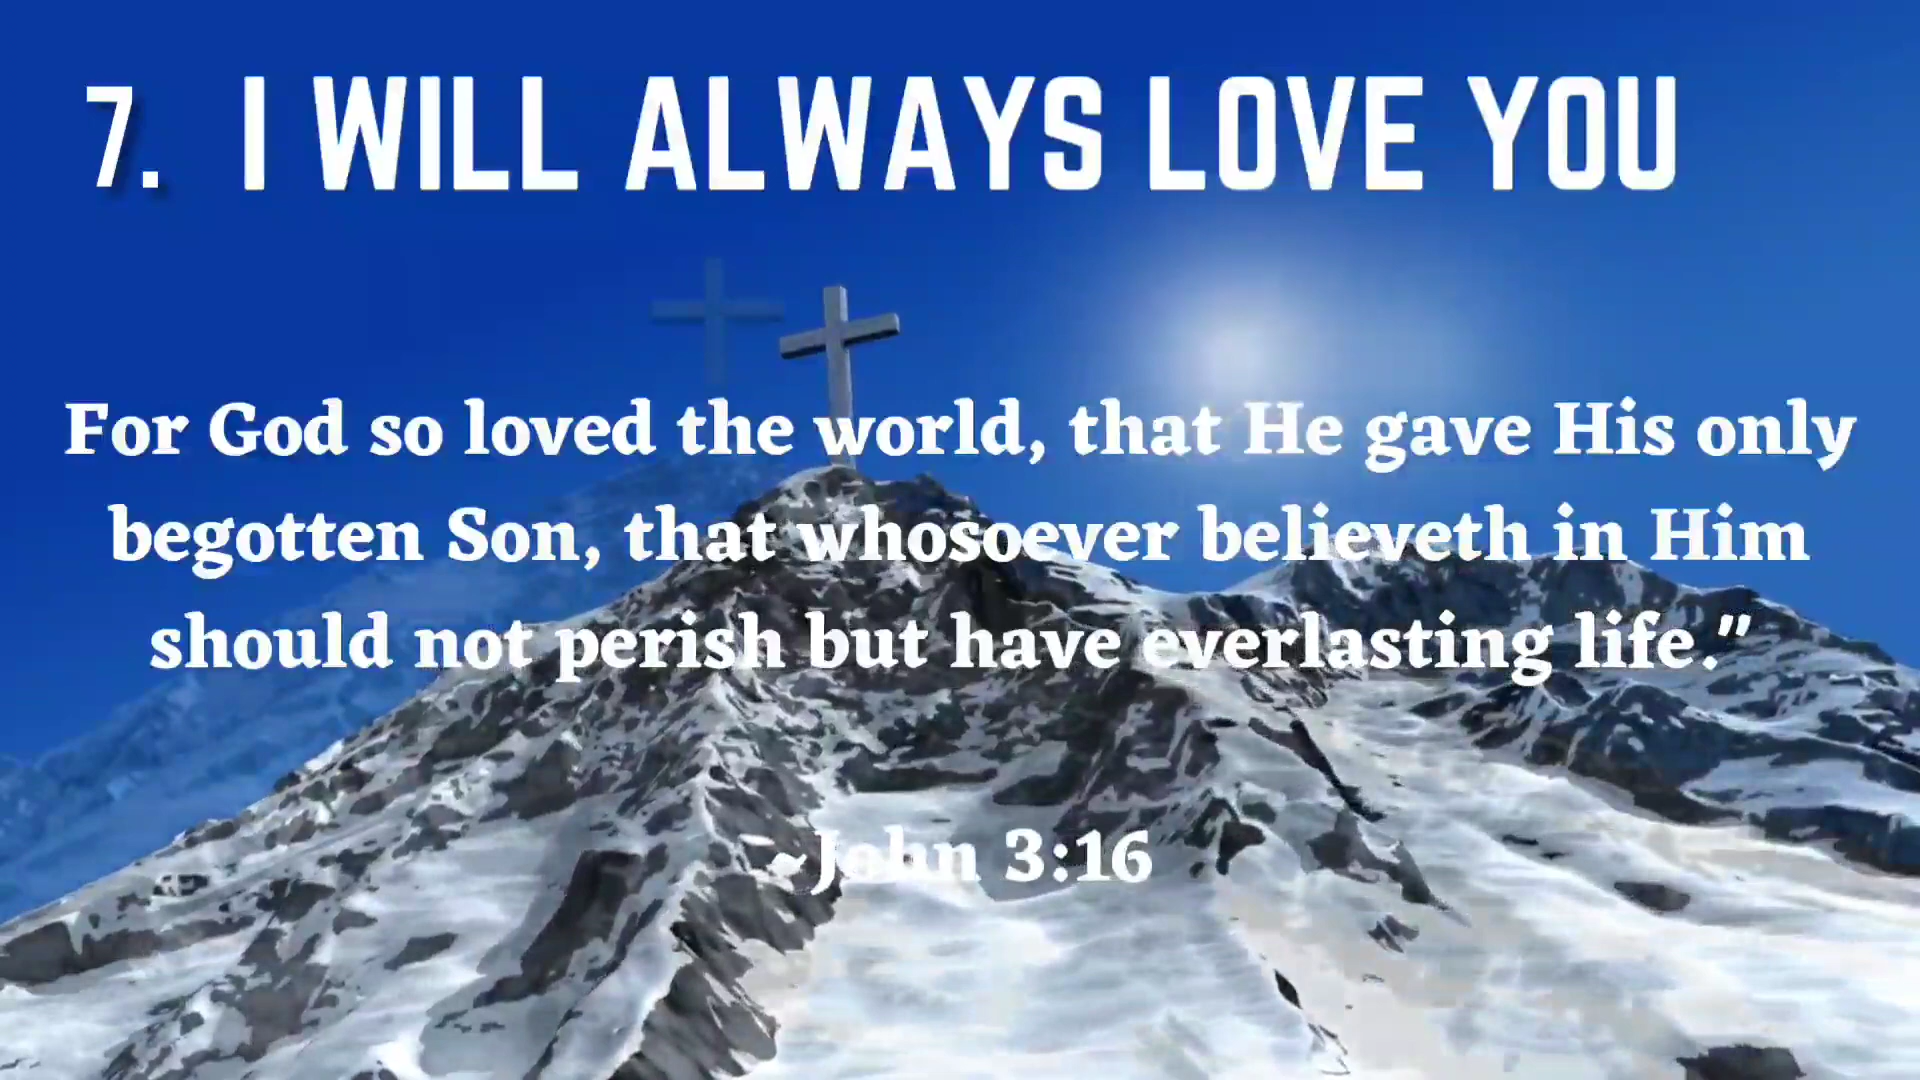 7. I WILL ALWAYS LOVE YOU
For God so loved the world, that He gave His only
begotten Son, that whosoever believeth in Him
should not perish but have everlasting life."
~John 3:16